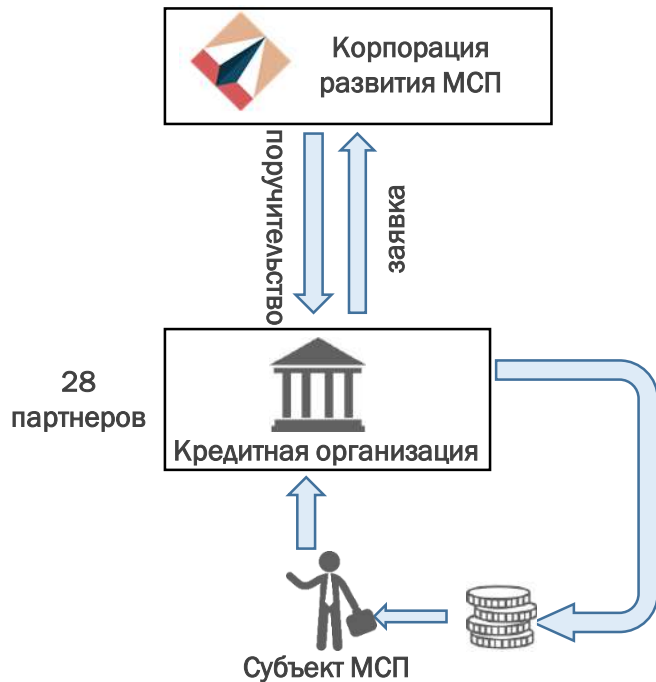 Корпорация
развития МСП
поручительство
заявка
28
партнеров
Кредитная организация
Субъект МСП